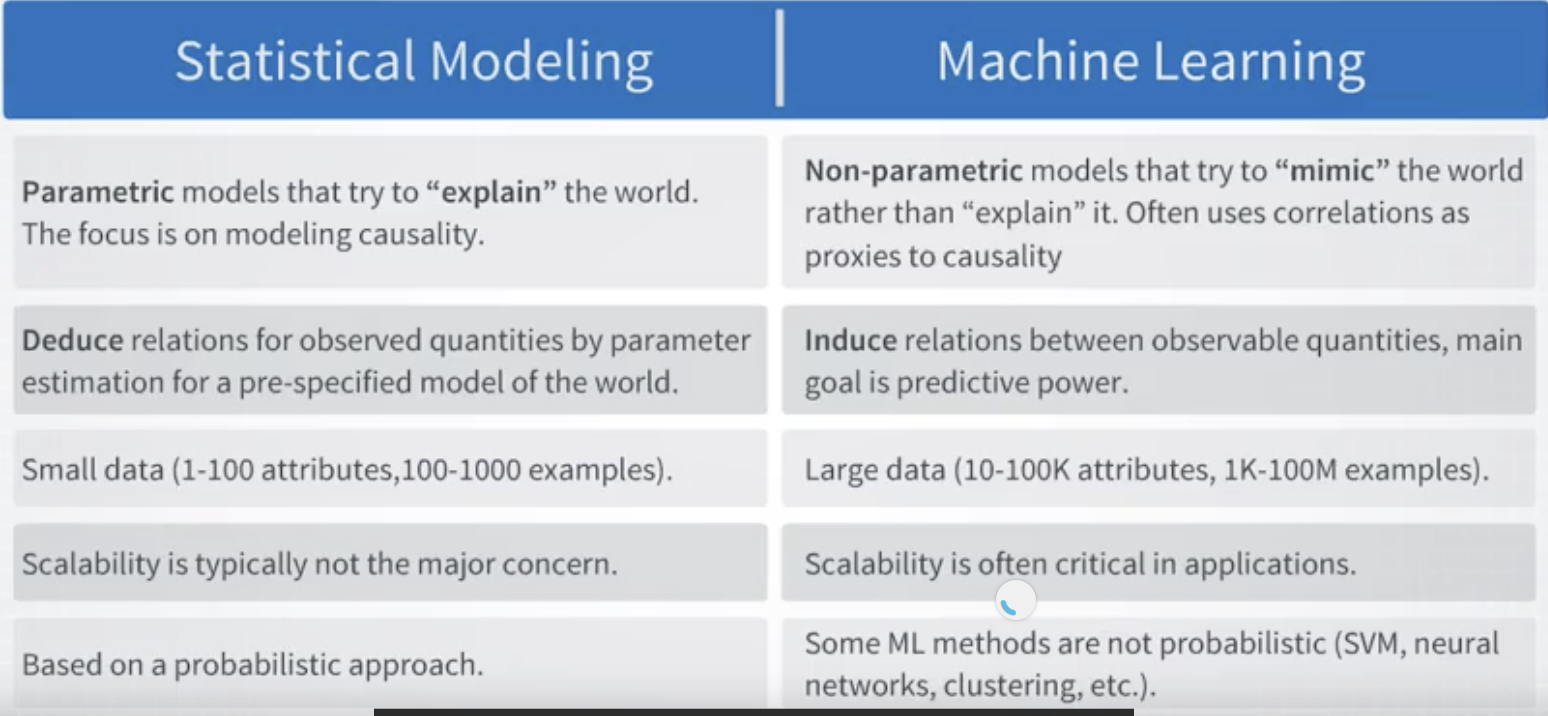 Statistical Modeling
Machine Learning
Parametric models that try to “explain” the world.
The focus is on modeling causality.
Non-parametric models that try to “mimic” the world
rather than “explain” it. Often uses correlations as
proxies to causality
Deduce relations for observed quantities by parameter
estimation for a pre-specified model of the world.
Induce relations between observable quantities, main
goal is predictive power.
Small data (1-100 attributes,100-1000 examples).
Large data (10-100K attributes, 1K-100M examples).
Scalability is typically not the major concern.
Scalability is often critical in applications.
Based on a probabilistic approach.
Some ML methods are not probabilistic (SVM, neural
networks, clustering, etc.).